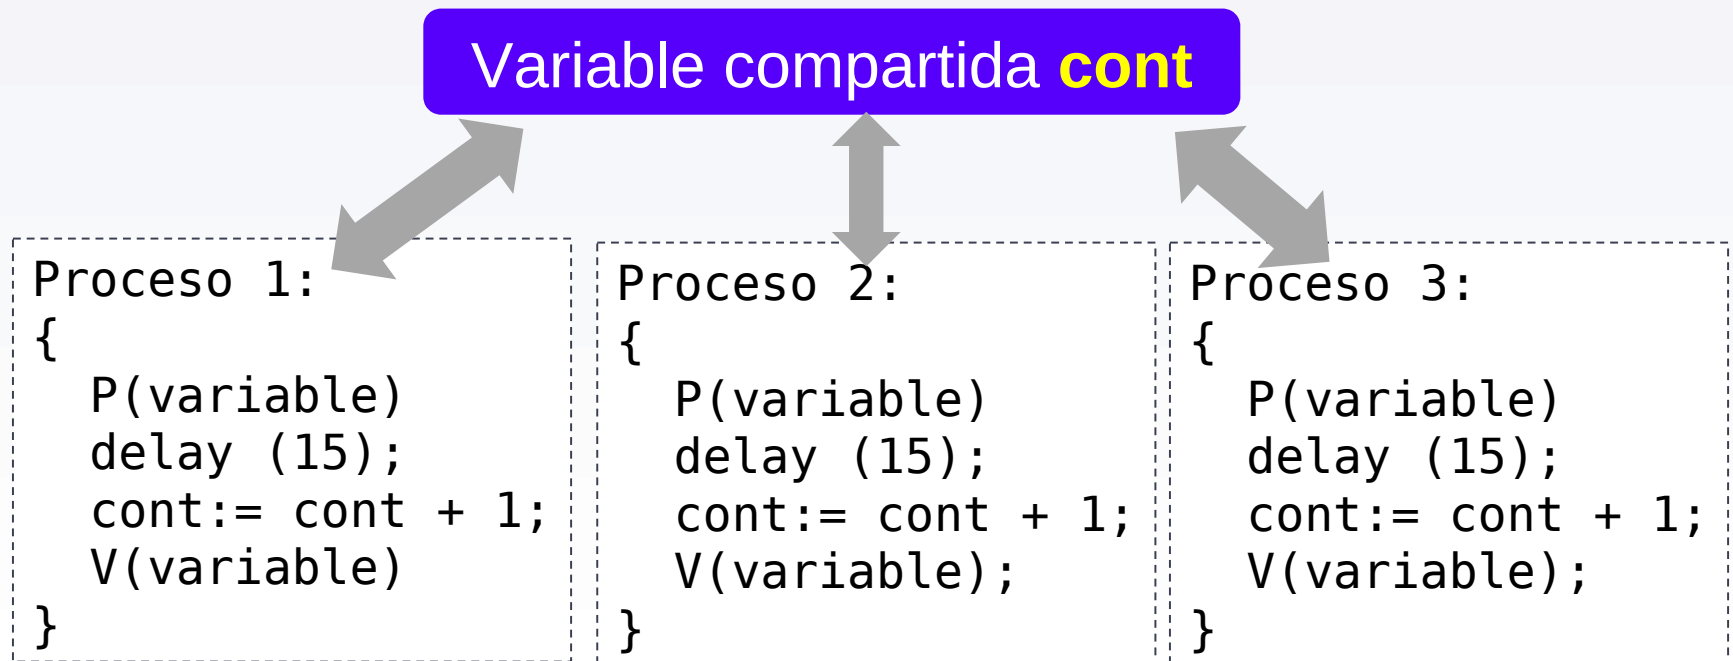 Variable compartida cont
Proceso 1:
{
P(variable)
delay (15);
cont:= cont + 1;
V(variable)
}
Proceso 2:
{
P(variable)
delay (15);
cont:= cont + 1;
V(variable);
}
Proceso 3:
{
P(variable)
delay (15);
cont:= cont + 1;
V(variable);
}